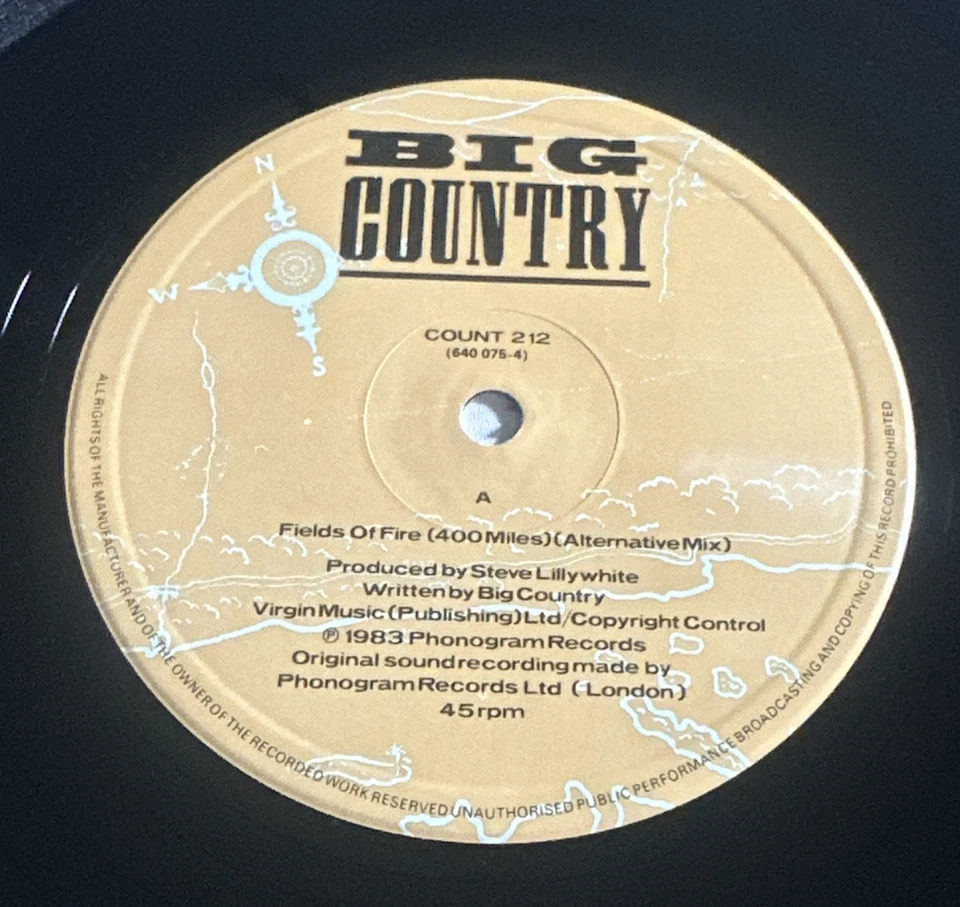 BIG
COUNTRY
N
W
S
COUNT 212
(640 075-4)
A
Fields Of Fire (400 Miles) (Alternative Mix)
Produced by Steve Lillywhite
Written by Big Country
Virgin Music (Publishing) Ltd/Copyright Control
℗ 1983 Phonogram Records
Original sound recording made by
Phonogram Records Ltd (London)
45 rpm
ALL RIGHTS OF THE MANUFACTURER AND OF THE OWNER OF THE RECORDED WORK RESERVED UNAUTHORISED PUBLIC PERFORMANCE BROADCASTING AND COPYING OF THIS RECORD PROHIBITED